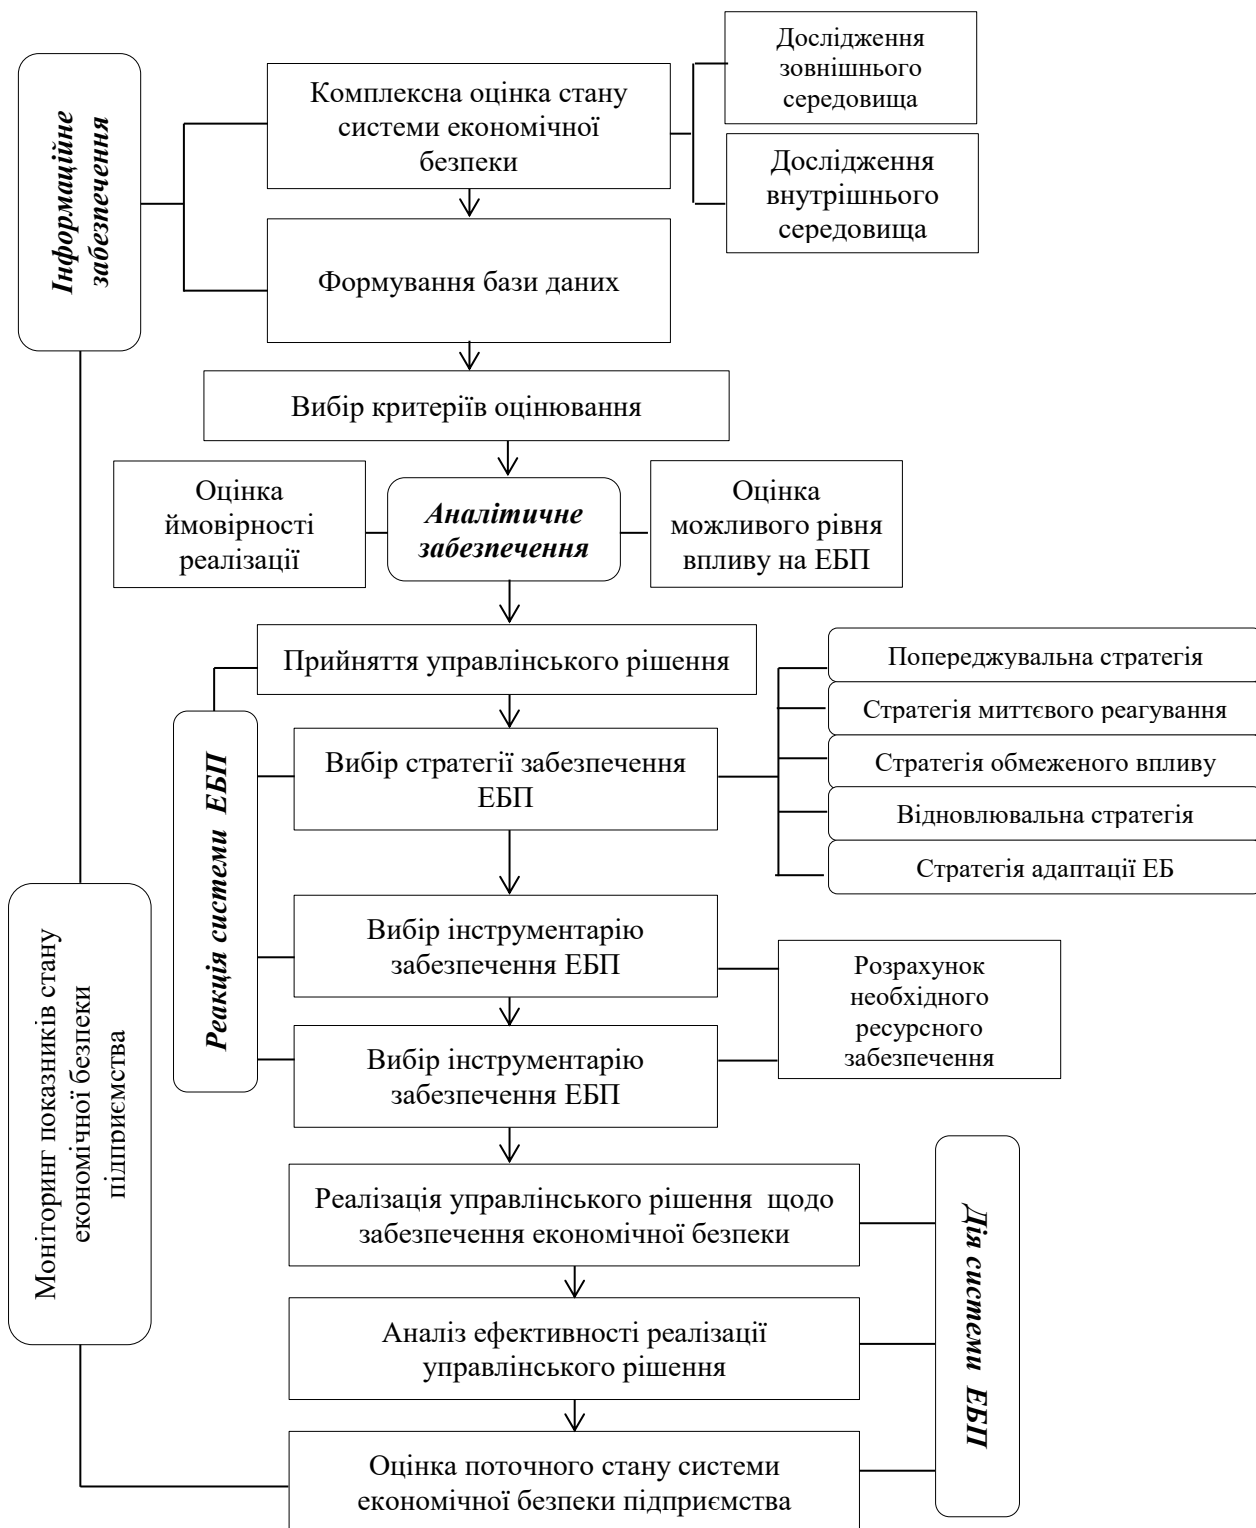 Інформаційне
забезпечення
Комплексна оцінка стану
системи економічної
безпеки
Дослідження
зовнішнього
середовища
Дослідження
внутрішнього
середовища
Формування бази даних
Вибір критеріїв оцінювання
Оцінка
ймовірності
реалізації
Аналітичне
забезпечення
Оцінка
можливого рівня
впливу на ЕБП
Прийняття управлінського рішення
Попереджувальна стратегія
Стратегія миттєвого реагування
Стратегія обмеженого впливу
Відновлювальна стратегія
Стратегія адаптації ЕБ
Реакція системи ЕБП
Вибір стратегії забезпечення
ЕБП
Вибір інструментарію
забезпечення ЕБП
Розрахунок
необхідного
ресурсного
забезпечення
Вибір інструментарію
забезпечення ЕБП
Моніторинг показників стану
економічної безпеки
підприємства
Реалізація управлінського рішення щодо
забезпечення економічної безпеки
Аналіз ефективності реалізації
управлінського рішення
Оцінка поточного стану системи
економічної безпеки підприємства
Дія системи ЕБП